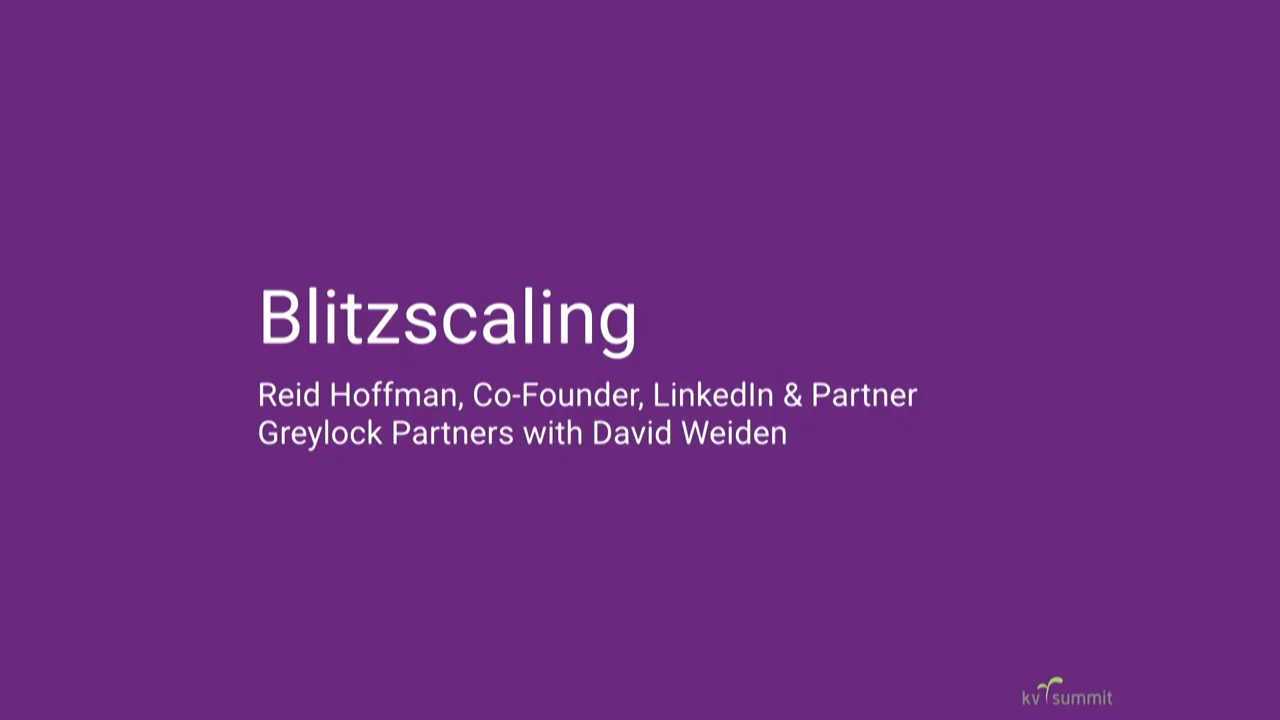 Blitzscaling
Reid Hoffman, Co-Founder, LinkedIn & Partner
Greylock Partners with David Weiden
kv summit